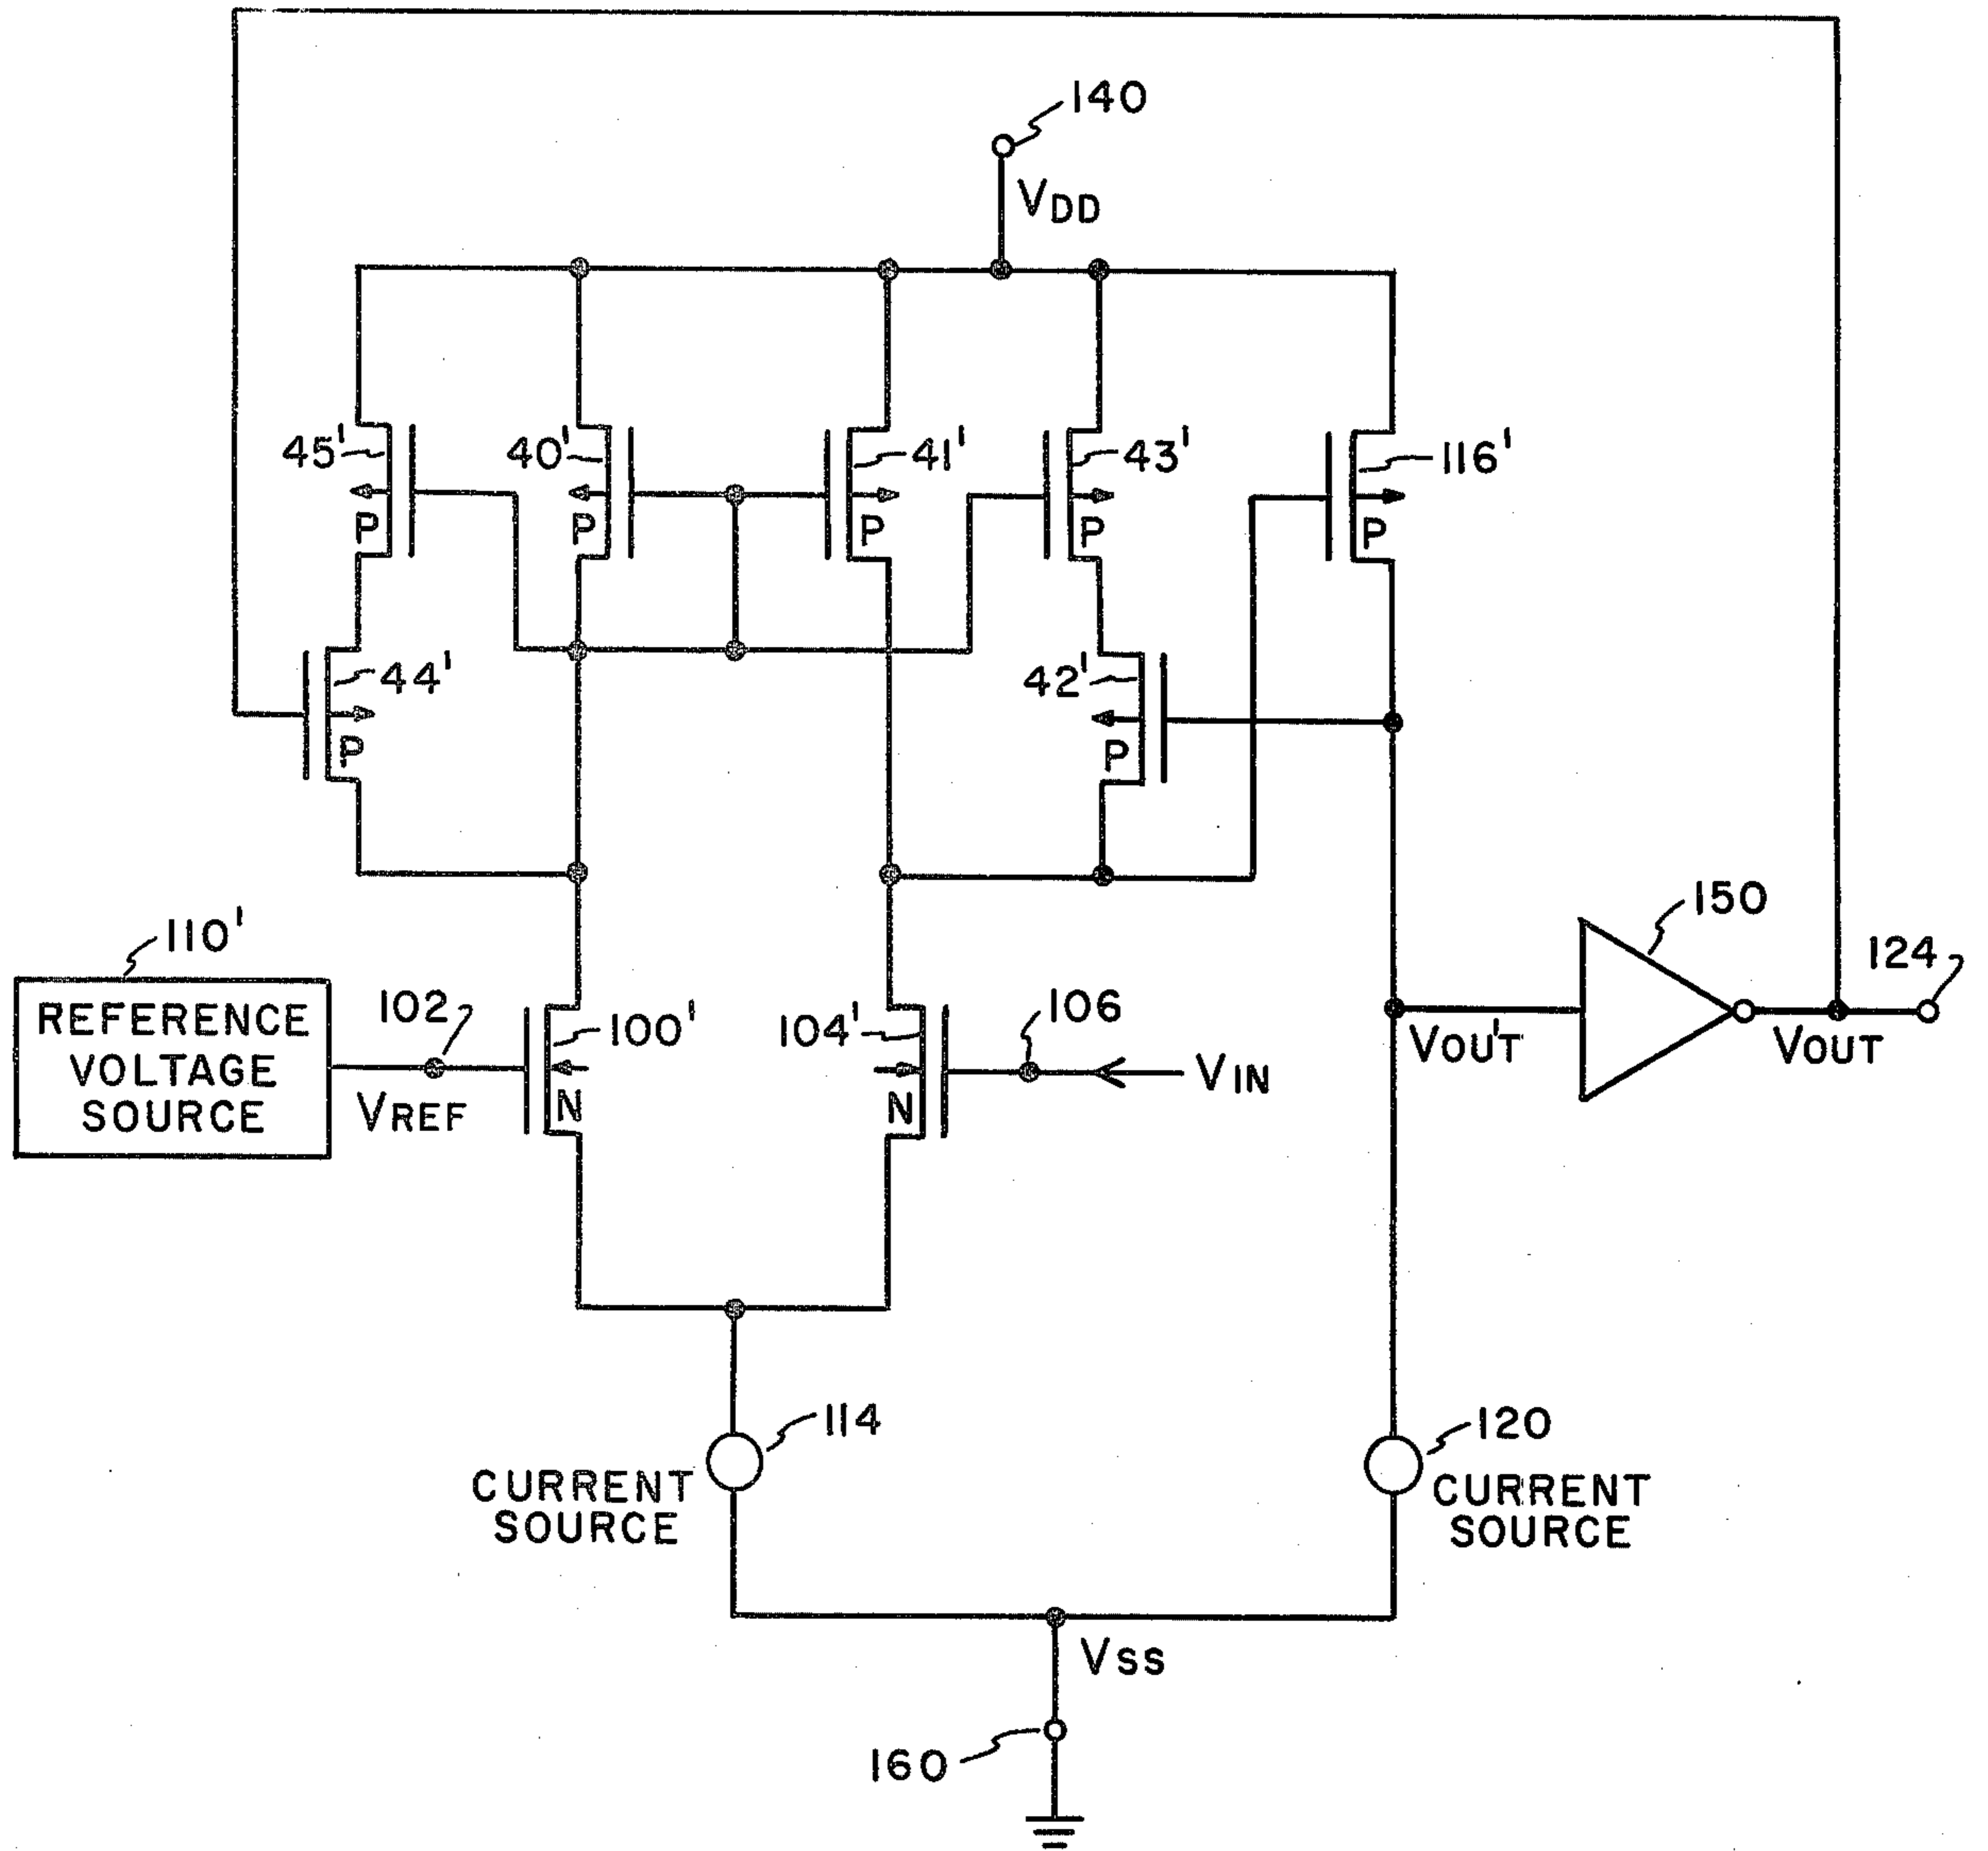 140
VDD
45'
40'
41'
43'
116'
P
P
P
P
P
44'
42'
P
P
110'
REFERENCE
VOLTAGE
SOURCE
102
VREF
100'
N
104'
N
106
VIN
150
124
VOUT'
VOUT
114
CURRENT
SOURCE
120
CURRENT
SOURCE
VSS
160